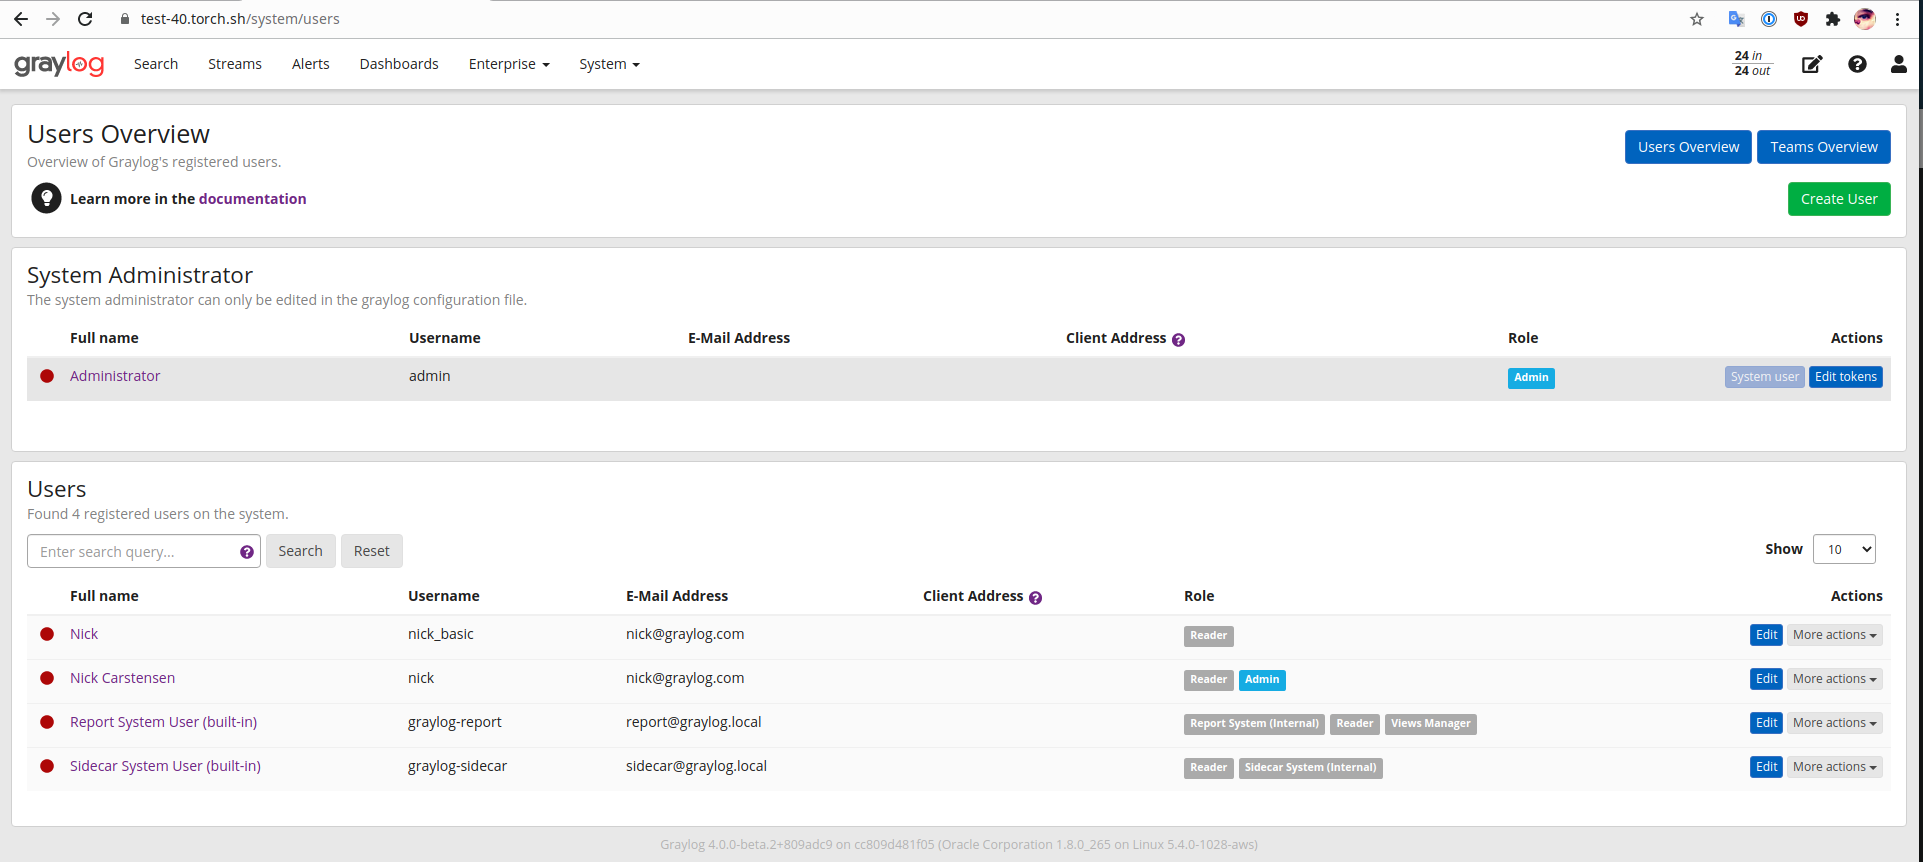 test-40.torch.sh/system/users
graylog Search Streams Alerts Dashboards Enterprise System 24 in
24 out
Users Overview
Overview of Graylog's registered users.
Users Overview Teams Overview
Learn more in the documentation
Create User
System Administrator
The system administrator can only be edited in the graylog configuration file.
Full name Username E-Mail Address Client Address ? Role Actions
Administrator admin Admin System user Edit tokens
Users
Found 4 registered users on the system.
Enter search query... ? Search Reset Show 10
Full name Username E-Mail Address Client Address ? Role Actions
Nick nick_basic nick@graylog.com Reader Edit More actions
Nick Carstensen nick nick@graylog.com Reader Admin Edit More actions
Report System User (built-in) graylog-report report@graylog.local Report System (Internal) Reader Views Manager Edit More actions
Sidecar System User (built-in) graylog-sidecar sidecar@graylog.local Reader Sidecar System (Internal) Edit More actions
Graylog 4.0.0-beta.2+809adc9 on cc809d481f05 (Oracle Corporation 1.8.0_265 on Linux 5.4.0-1028-aws)